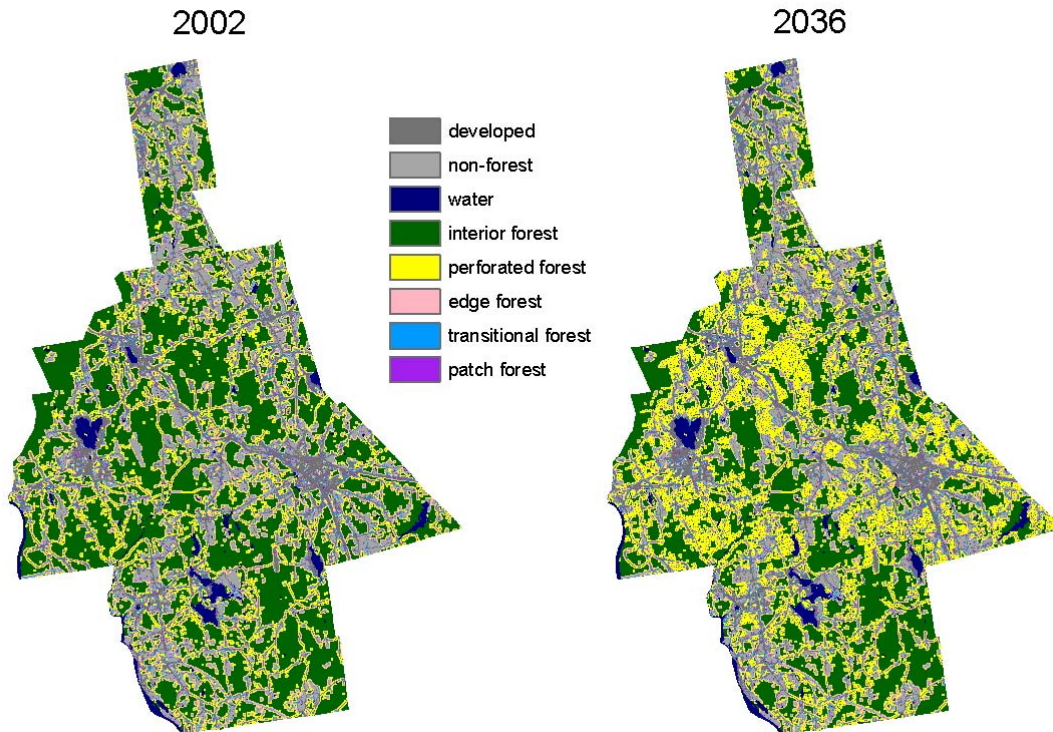 2002
2036
developed
non-forest
water
interior forest
perforated forest
edge forest
transitional forest
patch forest